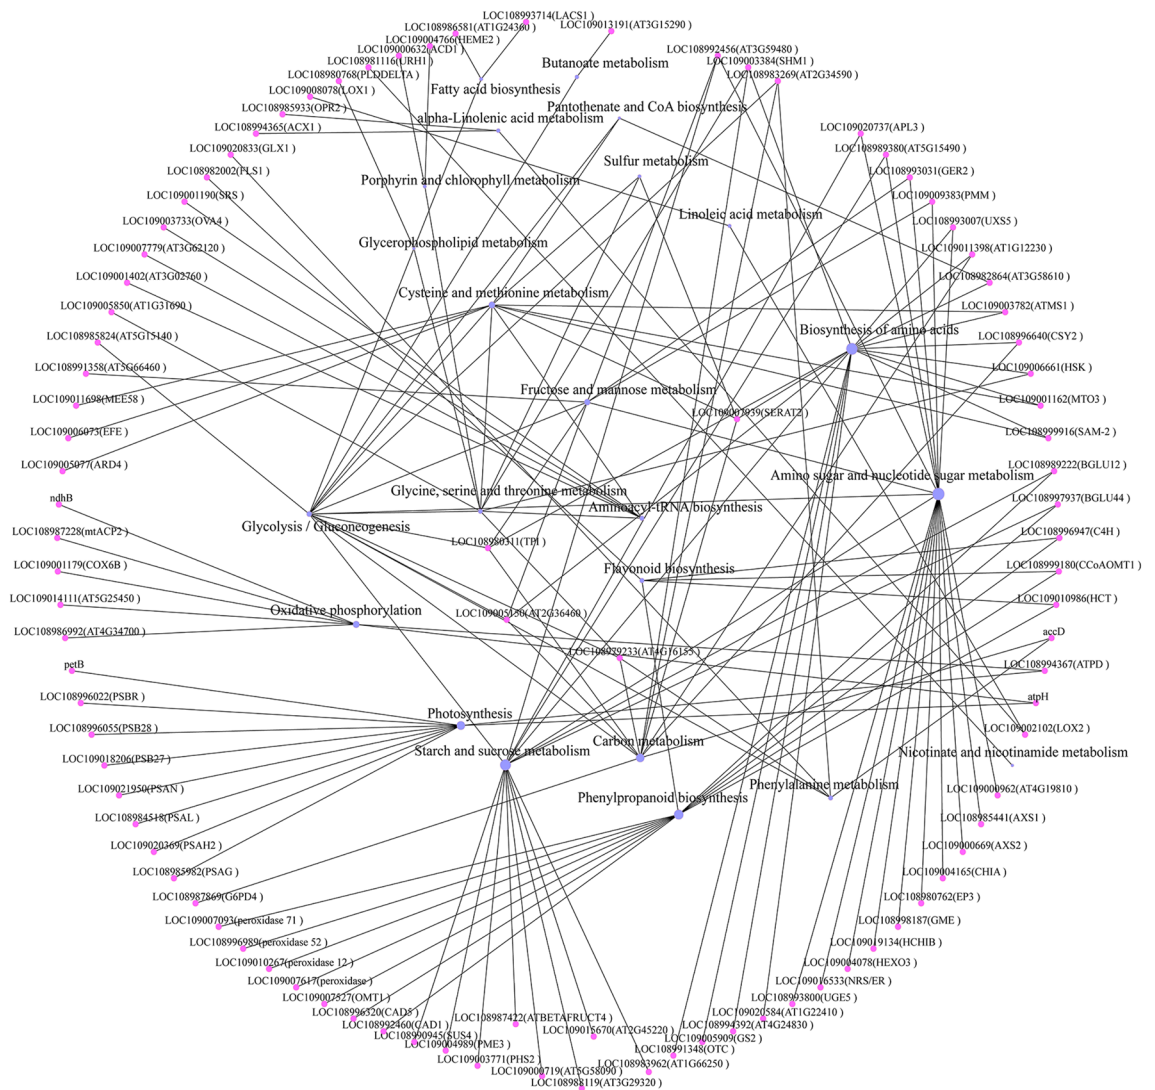 LOC108993714(LACS1 )
LOC108986581(AT1G24360 )
LOC109013191(AT3G15290 )
LOC109004766(HEME2 )
LOC109000632(ACD1 )
LOC108992456(AT3G59480 )
LOC108981116(URH1 )
Butanoate metabolism
LOC109003384(SHM1 )
LOC108980768(PLDDELTA )
LOC108983269(AT2G34590 )
LOC109008078(LOX1 )
Fatty acid biosynthesis
LOC108985933(OPR2 )
Pantothenate and CoA biosynthesis
alpha-Linolenic acid metabolism
LOC108994365(ACX1 )
LOC109020737(APL3 )
LOC109020833(GLX1 )
LOC108989380(AT5G15490 )
Sulfur metabolism
LOC108982002(FLS1 )
LOC108993031(GER2 )
Porphyrin and chlorophyll metabolism
LOC109001190(SRS )
LOC109009383(PMM )
Linoleic acid metabolism
LOC109003733(OVA4 )
LOC108993007(UXS5 )
Glycerophospholipid metabolism
LOC109007779(AT3G62120 )
LOC109011398(AT1G12230 )
LOC109001402(AT3G02760 )
LOC108982864(AT3G58610 )
Cysteine and methionine metabolism
LOC109005850(AT1G31690 )
LOC109003782(ATMS1 )
Biosynthesis of amino acids
LOC108985824(AT5G15140 )
LOC108996640(CSY2 )
LOC108991358(AT5G66460 )
LOC109006661(HSK )
Fructose and mannose metabolism
LOC109011698(MEE58 )
LOC109001162(MTO3 )
LOC109007939(SERAT2 )
LOC109006073(EFE )
LOC108999916(SAM-2 )
LOC109005077(ARD4 )
LOC108989222(BGLU12 )
Amino sugar and nucleotide sugar metabolism
Glycine, serine and threonine metabolism
ndhB
LOC108997937(BGLU44 )
Aminoacyl-tRNA biosynthesis
Glycolysis / Gluconeogenesis
LOC108987228(mtACP2 )
LOC108996947(C4H )
LOC108980311(TPI )
LOC109001179(COX6B )
Flavonoid biosynthesis
LOC108999180(CCoAOMT1 )
LOC109014111(AT5G25450 )
LOC109010986(HCT )
Oxidative phosphorylation
LOC109005130(AT2G36460 )
LOC108986992(AT4G34700 )
accD
LOC108979233(AT4G16155 )
petB
LOC108994367(ATPD )
LOC108996022(PSBR )
atpH
Photosynthesis
LOC108996055(PSB28 )
LOC109002102(LOX2 )
Carbon metabolism
Starch and sucrose metabolism
Nicotinate and nicotinamide metabolism
LOC109018206(PSB27 )
Phenylalanine metabolism
LOC109021950(PSAN )
LOC109000962(AT4G19810 )
Phenylpropanoid biosynthesis
LOC108984518(PSAL )
LOC108985441(AXS1 )
LOC109020369(PSAH2 )
LOC109000669(AXS2 )
LOC108985982(PSAG )
LOC109004165(CHIA )
LOC108987869(G6PD4 )
LOC108980762(EP3 )
LOC109007093(peroxidase 71 )
LOC108998187(GME )
LOC108996989(peroxidase 52 )
LOC109019134(HCHIB )
LOC109010267(peroxidase 12 )
LOC109004078(HEXO3 )
LOC109007617(peroxidase )
LOC109016533(NRS/ER )
LOC109007527(OMT1 )
LOC108993800(UGE5 )
LOC108996320(CAD5 )
LOC109020584(AT1G22410 )
LOC108987422(ATBETAFRUCT4 )
LOC108992460(CAD1 )
LOC108994392(AT4G24830 )
LOC109015670(AT2G45220 )
LOC108990945(SUS4 )
LOC109005909(GS2 )
LOC109004989(PME3 )
LOC108991348(OTC )
LOC109003771(PHS2 )
LOC108983962(AT1G66250 )
LOC109000719(AT5G58090 )
LOC108988119(AT3G29320 )